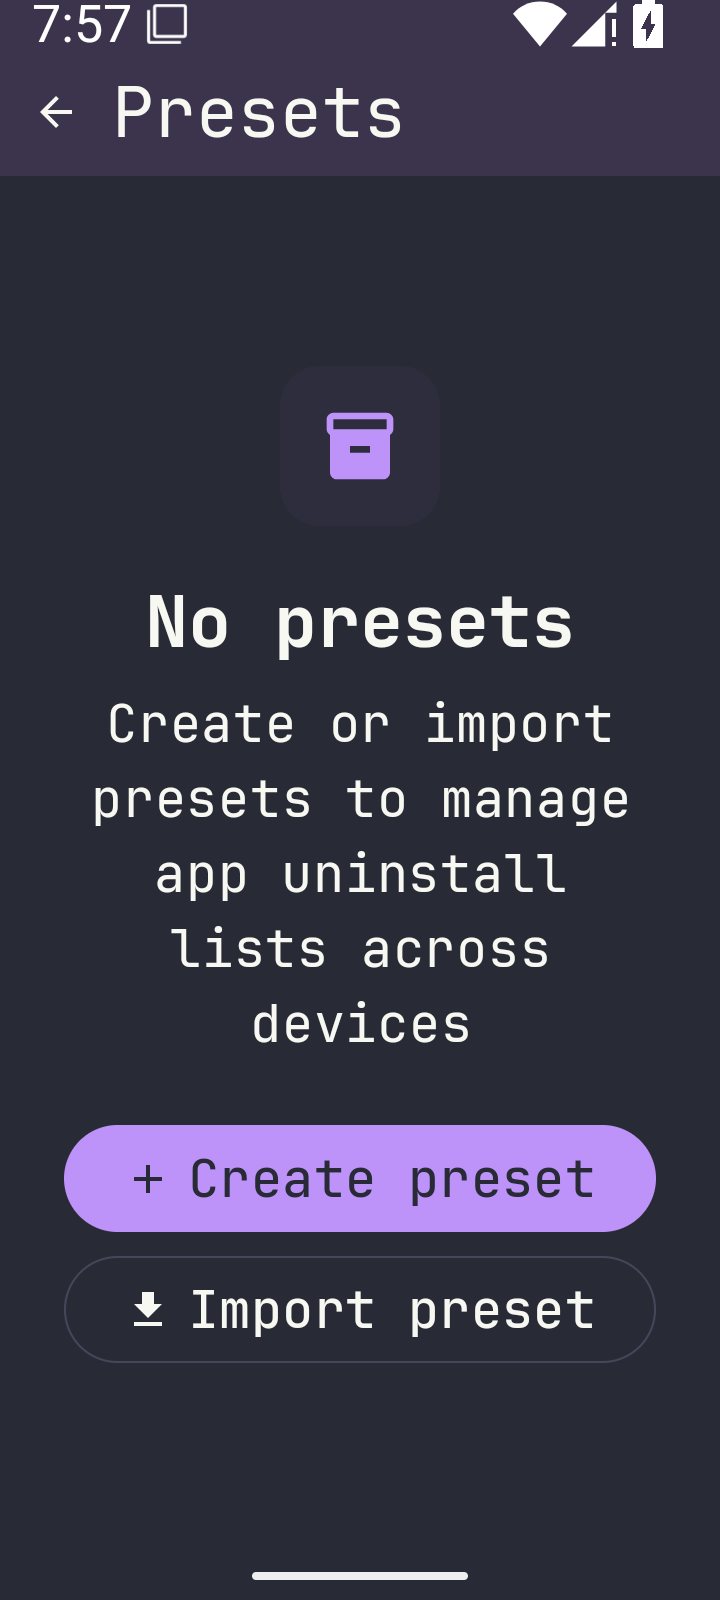 7:57
Presets
No presets
Create or import
presets to manage
app uninstall
lists across
devices
Create preset
Import preset